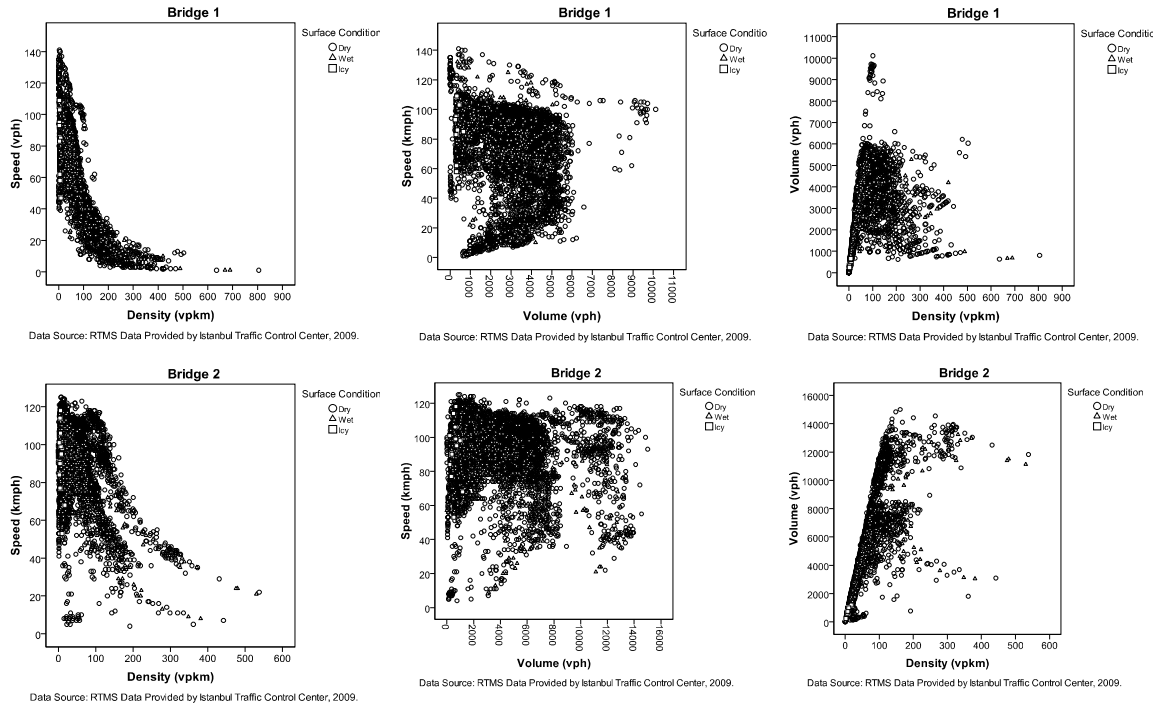 Bridge 1
Surface Condition
Dry
Wet
Icy
Speed (vph)
140
120
100
80
60
40
20
0
0 100 200 300 400 500 600 700 800 900
Density (vpkm)
Data Source: RTMS Data Provided by Istanbul Traffic Control Center, 2009.
Bridge 1
Surface Condition
Dry
Wet
Icy
Speed (kmph)
140
120
100
80
60
40
20
0
0 1000 2000 3000 4000 5000 6000 7000 8000 9000 10000 11000
Volume (vph)
Data Source: RTMS Data Provided by Istanbul Traffic Control Center, 2009.
Bridge 1
Surface Conditic
Dry
Wet
Icy
Volume (vph)
11000
10000
9000
8000
7000
6000
5000
4000
3000
2000
1000
0
0 100 200 300 400 500 600 700 800 900
Density (vpkm)
Data Source: RTMS Data Provided by Istanbul Traffic Control Center, 2009.
Bridge 2
Surface Condition
Dry
Wet
Icy
Speed (kmph)
120
100
80
60
40
20
0
0 100 200 300 400 500 600
Density (vpkm)
Data Source: RTMS Data Provided by Istanbul Traffic Control Center, 2009.
Bridge 2
Surface Condition
Dry
Wet
Icy
Speed (kmph)
120
100
80
60
40
20
0
0 2000 4000 6000 8000 10000 12000 14000 16000
Volume (vph)
Data Source: RTMS Data Provided by Istanbul Traffic Control Center, 2009.
Bridge 2
Surface Condition
Dry
Wet
Icy
Volume (vph)
16000
14000
12000
10000
8000
6000
4000
2000
0
0 100 200 300 400 500 600
Density (vpkm)
Data Source: RTMS Data Provided by Istanbul Traffic Control Center, 2009.